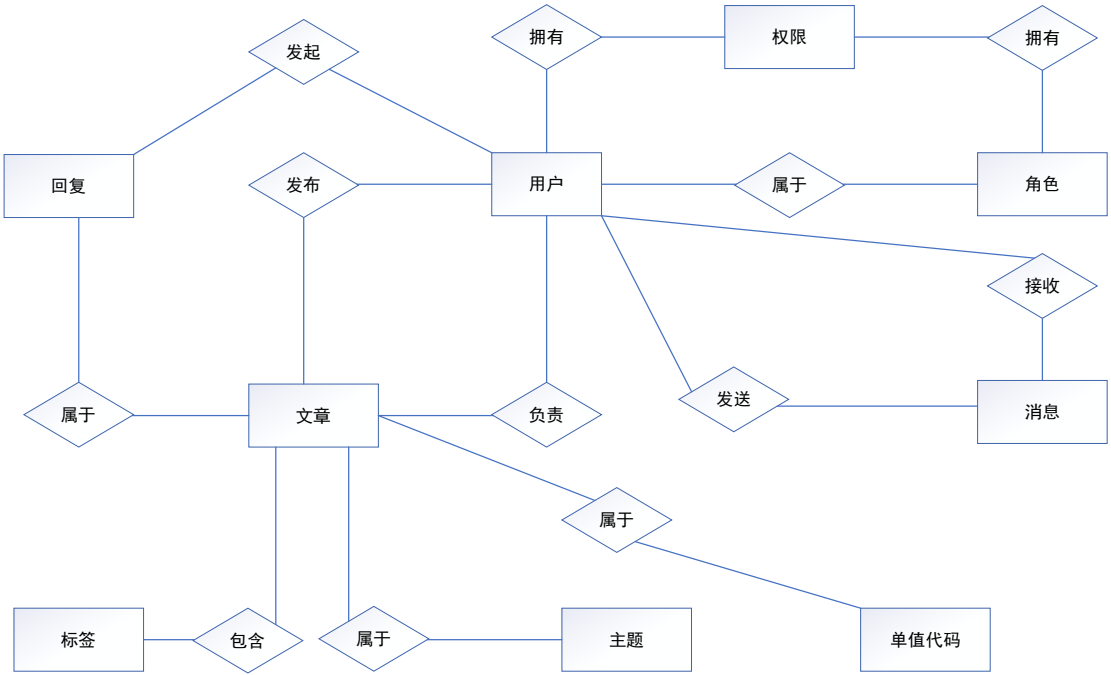 发起
拥有
权限
拥有
回复
发布
用户
属于
角色
接收
属于
文章
负责
发送
消息
属于
标签
包含
属于
主题
单值代码